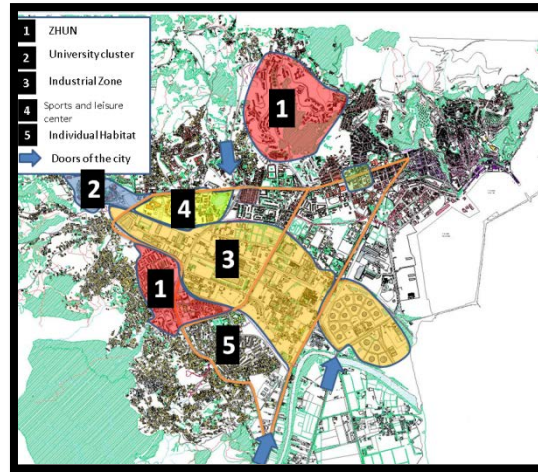 1 ZHUN
2 University cluster
3 Industrial Zone
4 Sports and leisure
center
5 Individual Habitat
Doors of the city
1
2
4
3
1
5